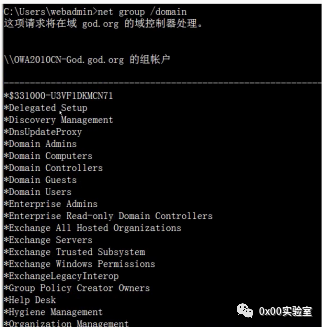 C:\Users\webadmin>net group /domain
这项请求将在域 god.org 的域控制器处理。
\\OWA2010CN-God.god.org 的组帐户
-------------------------------------------------------------------------------
*$331000-U3VF1DKMCN71
*Delegated Setup
*Discovery Management
*DnsUpdateProxy
*Domain Admins
*Domain Computers
*Domain Controllers
*Domain Guests
*Domain Users
*Enterprise Admins
*Enterprise Read-only Domain Controllers
*Exchange All Hosted Organizations
*Exchange Servers
*Exchange Trusted Subsystem
*Exchange Windows Permissions
*ExchangeLegacyInterop
*Group Policy Creator Owners
*Help Desk
*Hygiene Management
*Organization Management
0x00实验室